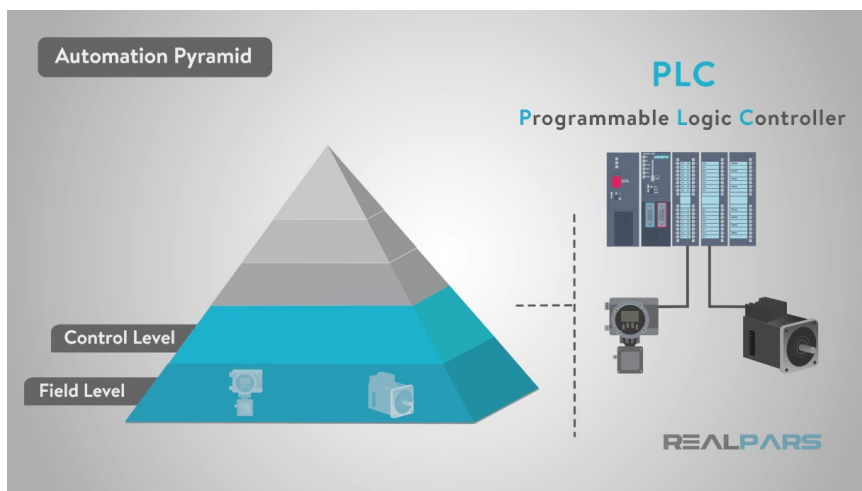 Automation Pyramid
PLC
Programmable Logic Controller
Control Level
Field Level
REALPARS